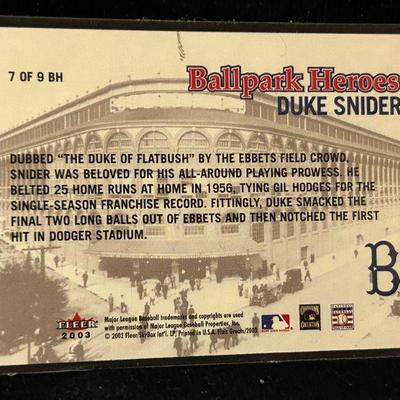 7 OF 9 BH
Ballpark Heroes
DUKE SNIDER
DUBBED "THE DUKE OF FLATBUSH" BY THE EBBETS FIELD CROWD,
SNIDER WAS BELOVED FOR HIS ALL-AROUND PLAYING PROWESS. HE
BELTED 25 HOME RUNS AT HOME IN 1956, TYING GIL HODGES FOR THE
SINGLE-SEASON FRANCHISE RECORD. FITTINGLY, DUKE SMACKED THE
FINAL TWO LONG BALLS OUT OF EBBETS AND THEN NOTCHED THE FIRST
HIT IN DODGER STADIUM.
B
FLEER
2003
Major League Baseball trademarks and copyrights are used
with permission of Major League Baseball Properties, Inc.
© 2002 Fleer/SkyBox Int'l. LP. Printed in U.S.A. Flair Greats/2003